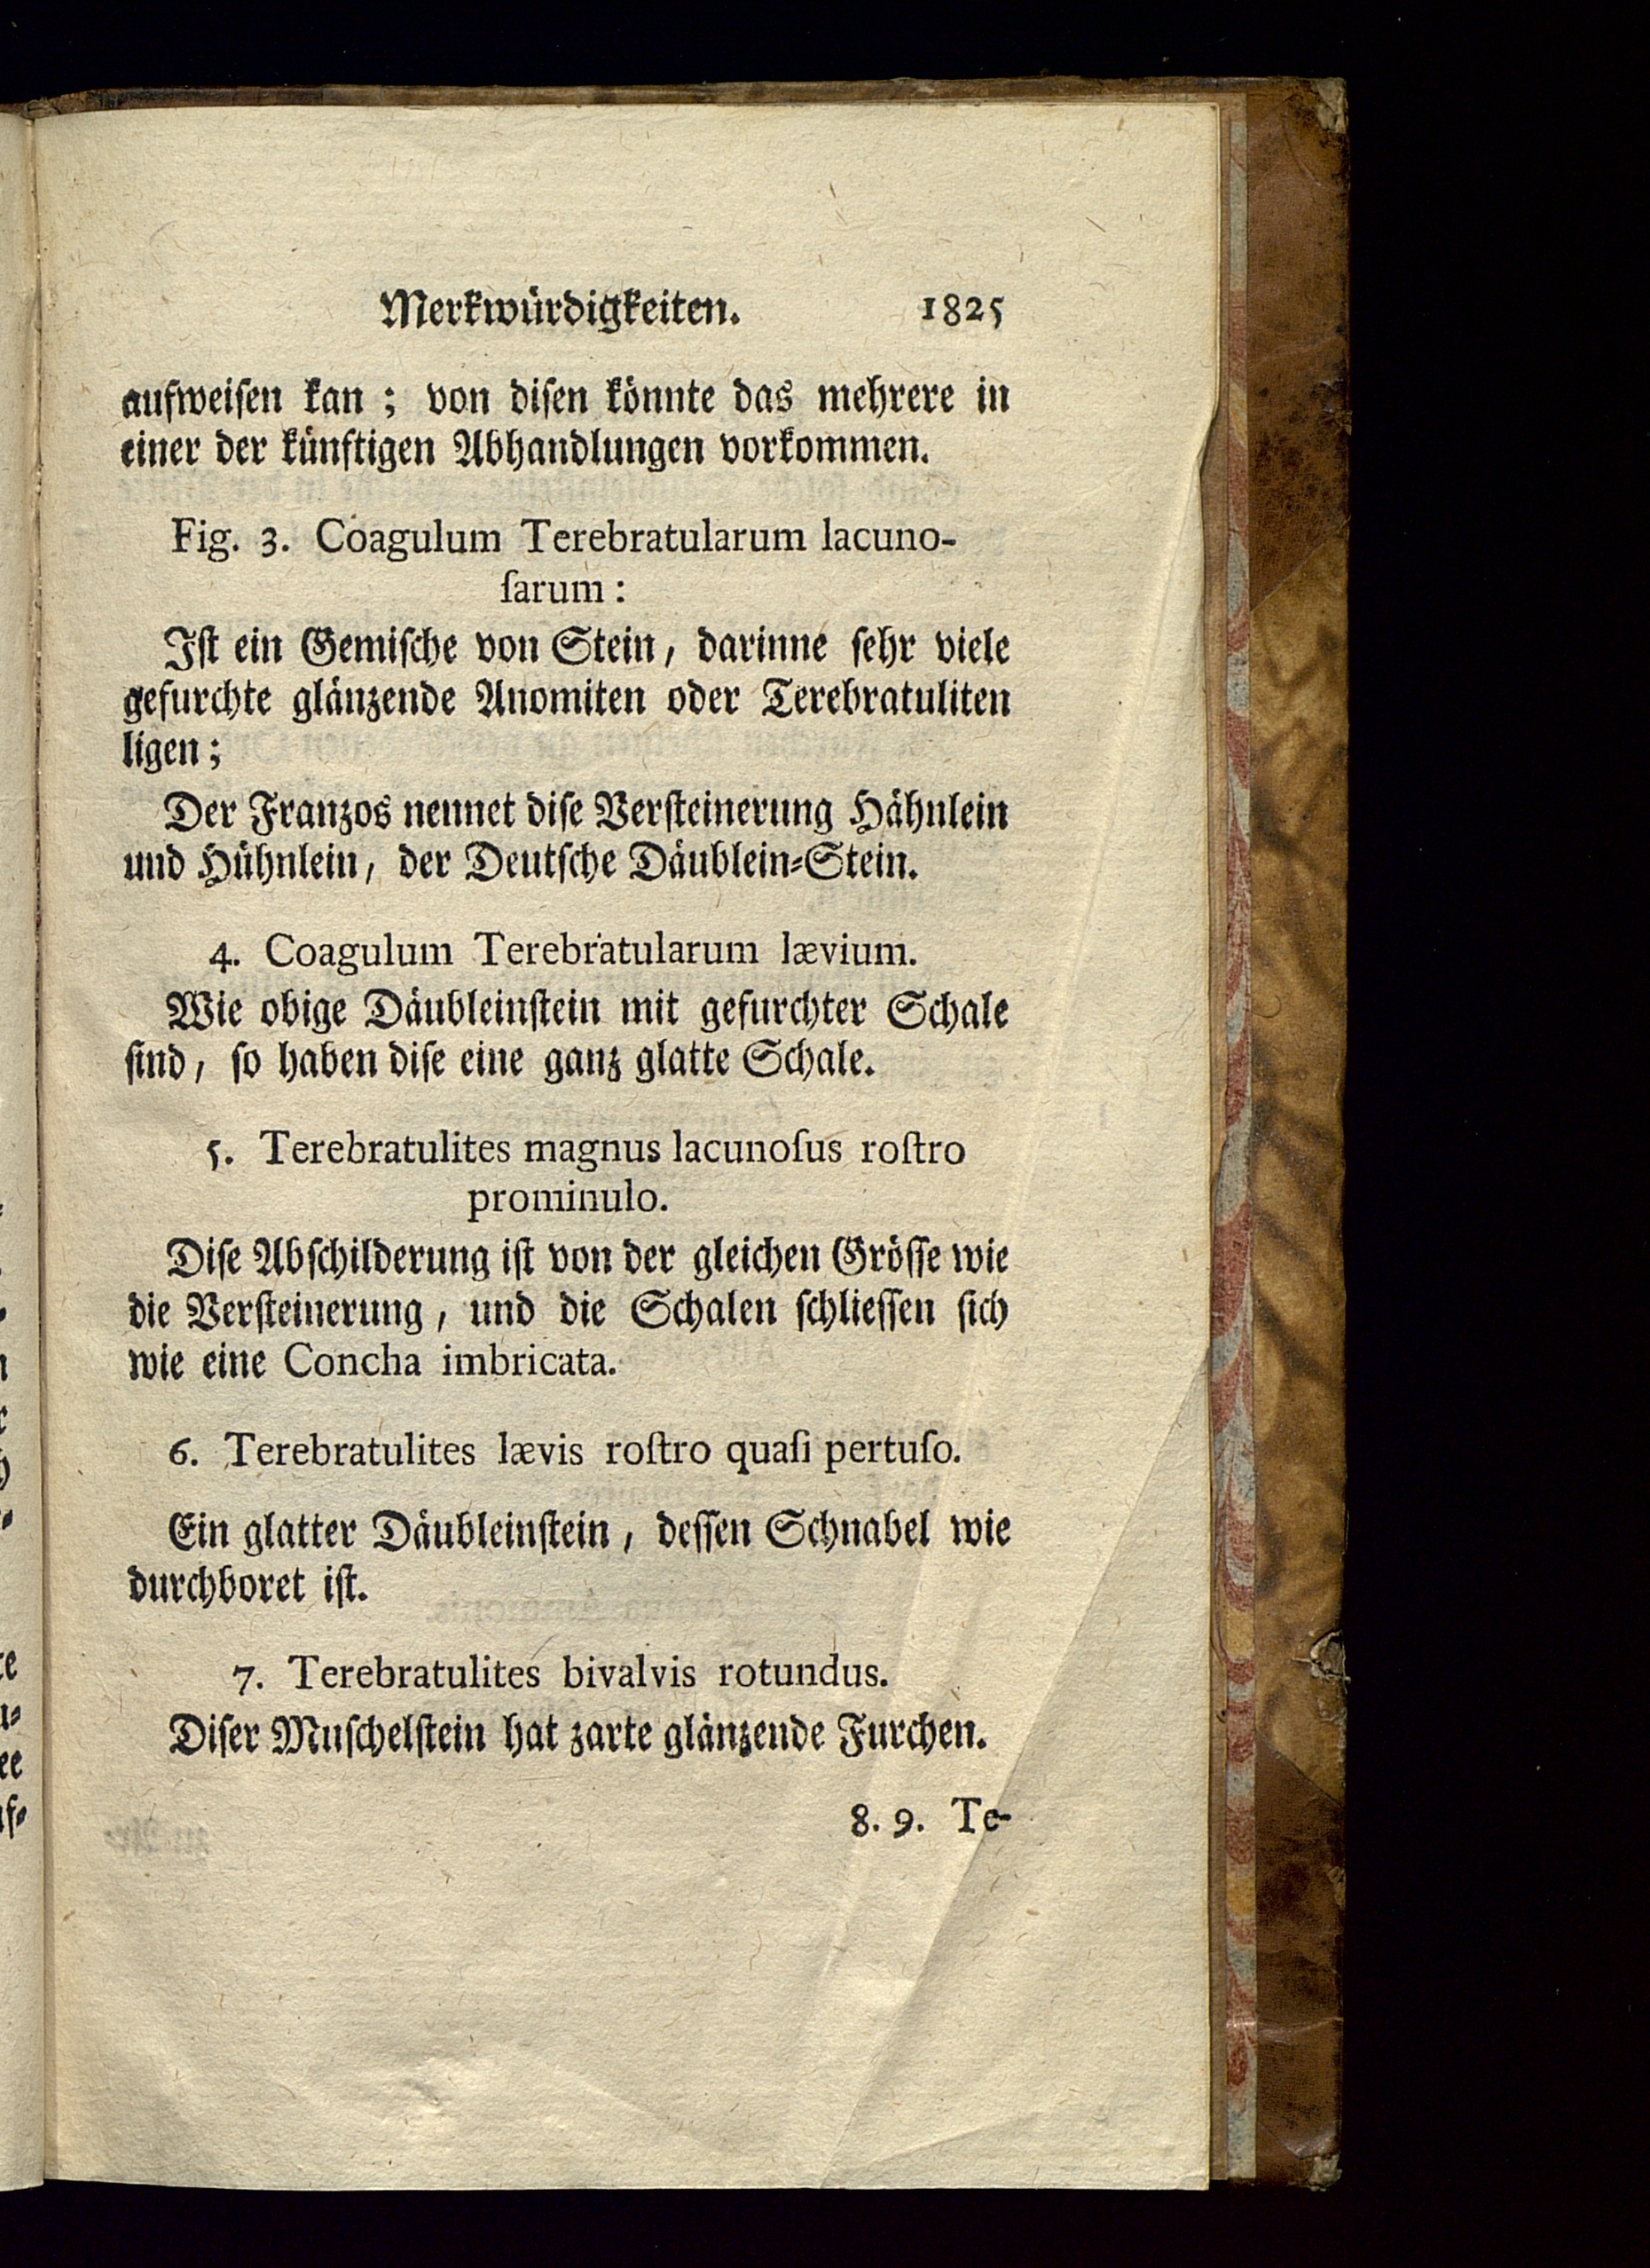 Merkwürdigkeiten. 1825
aufweiſen kan ; von diſen könnte das mehrere in
einer der künftigen Abhandlungen vorkommen.
Fig. 3. Coagulum Terebratularum lacuno-
ſarum :
Iſt ein Gemiſche von Stein, darinne ſehr viele
gefurchte glänzende Anomiten oder Terebratuliten
ligen ;
Der Franzos nennet diſe Verſteinerung Hähnlein
und Hühnlein, der Deutſche Däublein-Stein.
4. Coagulum Terebratularum lævium.
Wie obige Däubleinſtein mit gefurchter Schale
ſind, ſo haben diſe eine ganz glatte Schale.
5. Terebratulites magnus lacunoſus roſtro
prominulo.
Diſe Abſchilderung iſt von der gleichen Gröſſe wie
die Verſteinerung, und die Schalen ſchlieſſen ſich
wie eine Concha imbricata.
6. Terebratulites lævis roſtro quaſi pertuſo.
Ein glatter Däubleinſtein, deſſen Schnabel wie
durchboret iſt.
7. Terebratulites bivalvis rotundus.
Diſer Muſchelſtein hat zarte glänzende Furchen.
8. 9. Te-